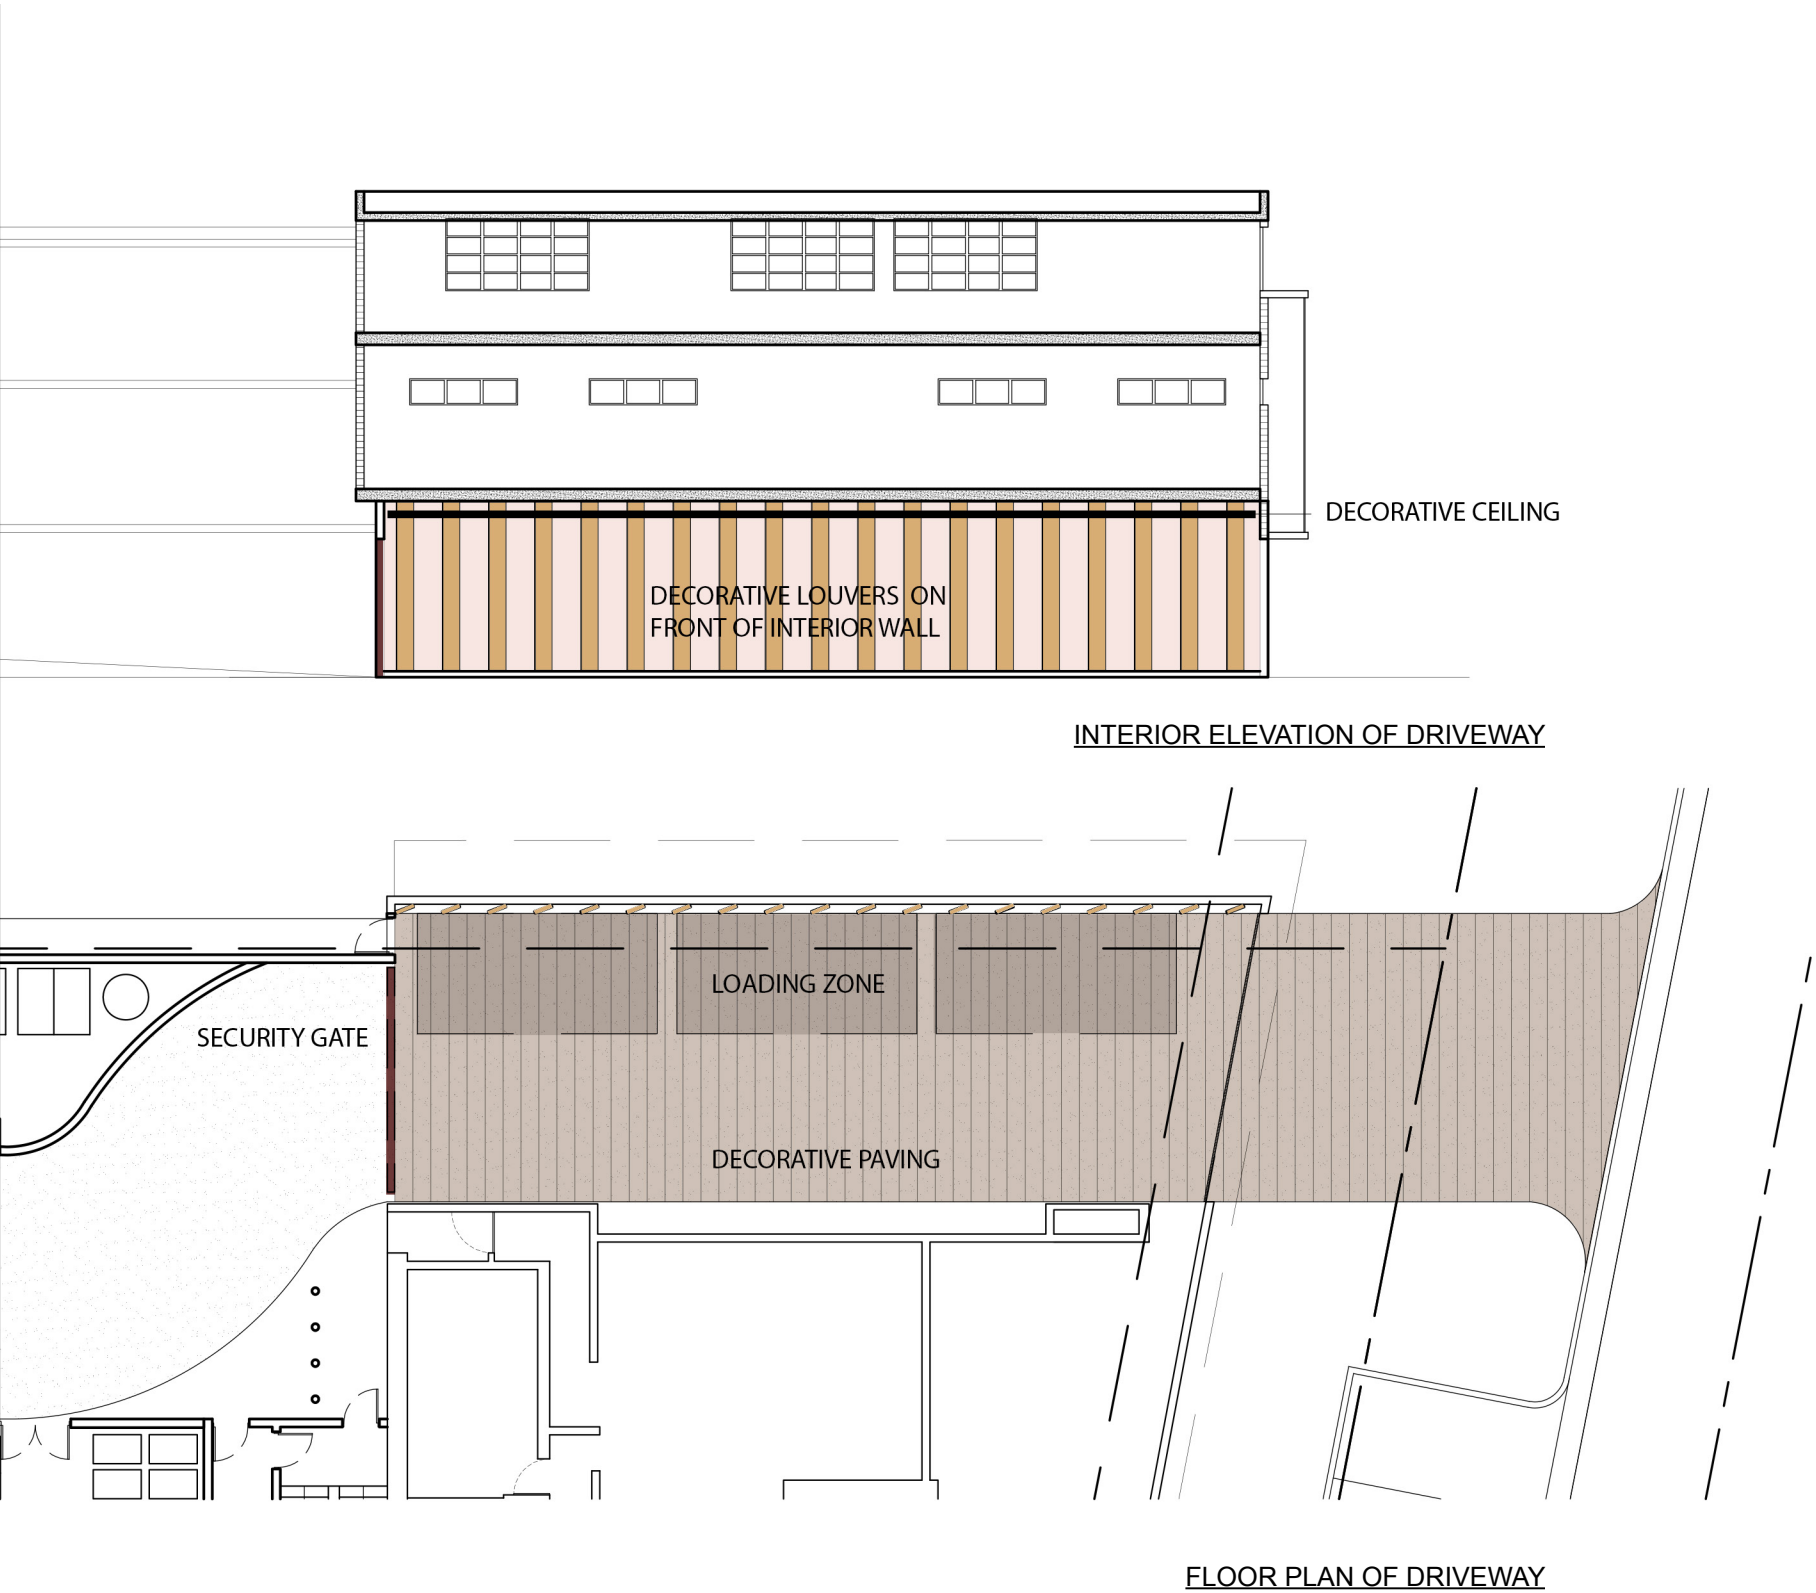 DECORATIVE CEILING
DECORATIVE LOUVERS ON
FRONT OF INTERIOR WALL
INTERIOR ELEVATION OF DRIVEWAY
LOADING ZONE
SECURITY GATE
DECORATIVE PAVING
FLOOR PLAN OF DRIVEWAY